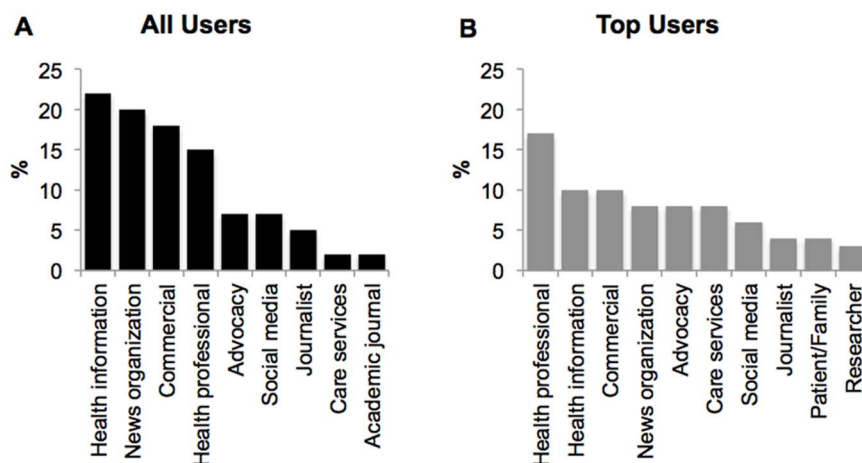 A All Users
25
20
15
10
5
0
%
Health information
News organization
Commercial
Health professional
Advocacy
Social media
Journalist
Care services
Academic journal
B Top Users
25
20
15
10
5
0
%
Health professional
Health information
Commercial
News organization
Advocacy
Care services
Social media
Journalist
Patient/Family
Researcher